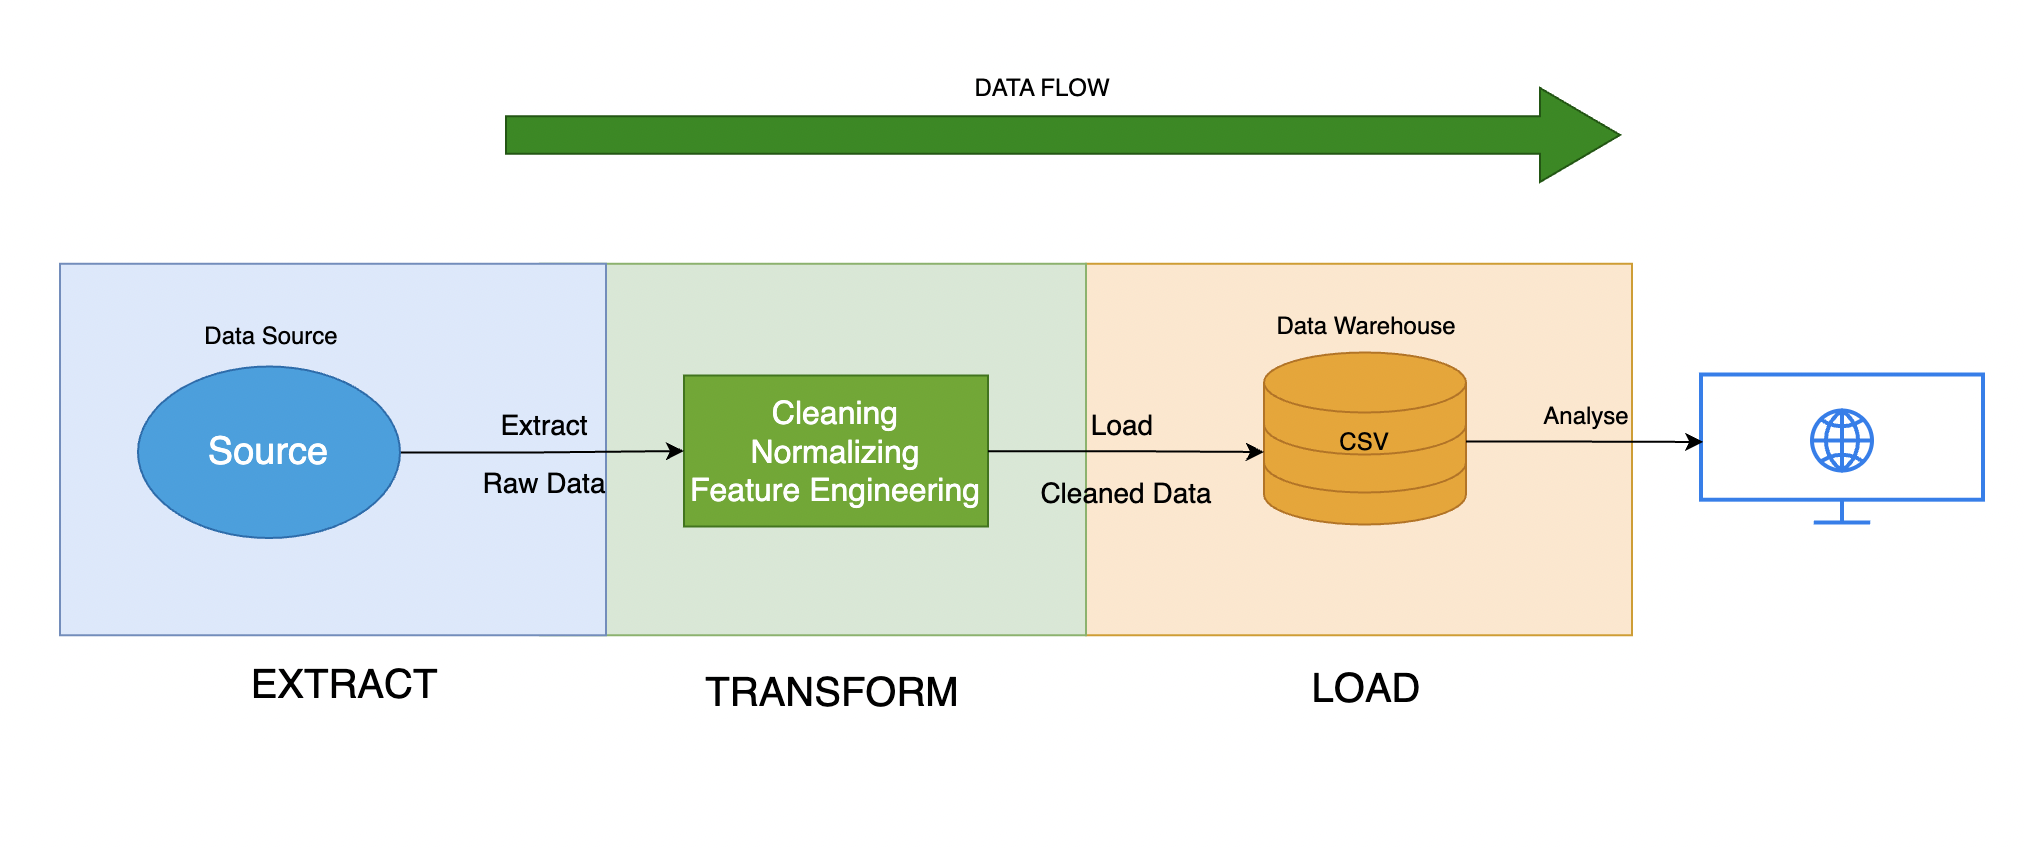 DATA FLOW
Data Source
Source
Extract
Raw Data
Cleaning
Normalizing
Feature Engineering
Load
Cleaned Data
Data Warehouse
CSV
Analyse
EXTRACT
TRANSFORM
LOAD